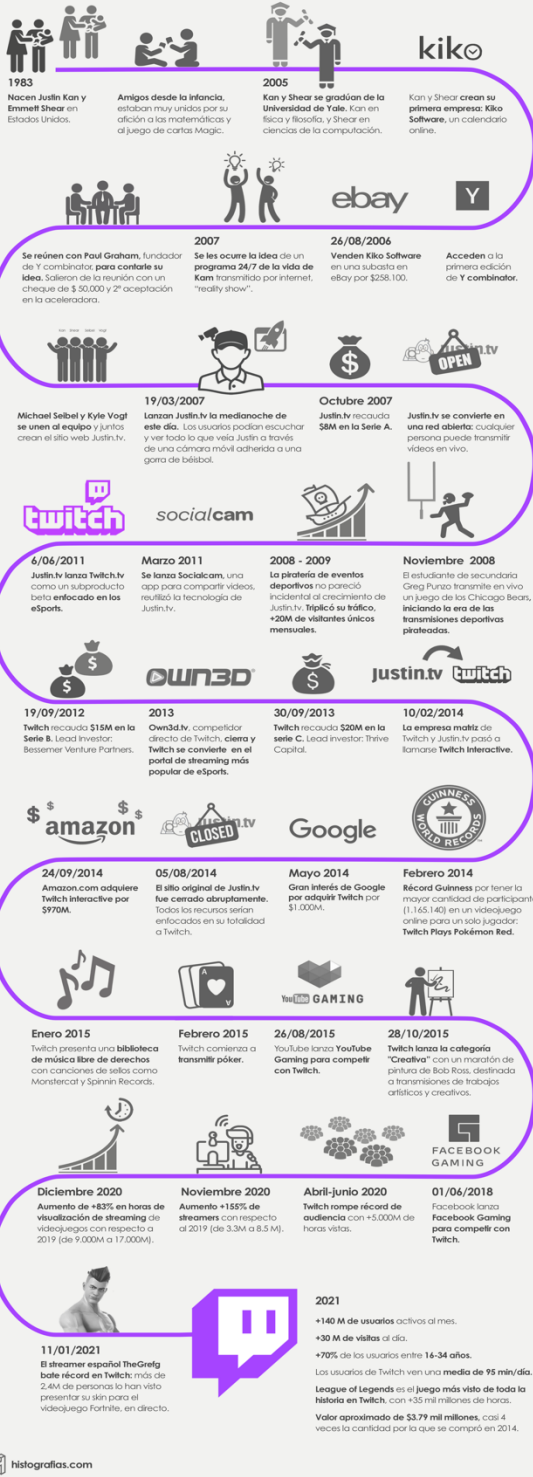 kiko
1983
Nacen Justin Kan y
Emmett Shear en
Estados Unidos.
Amigos desde la infancia,
estaban muy unidos por su
afición a las matemáticas y
al juego de cartas Magic.
2005
Kan y Shear se gradúan de la
Universidad de Yale. Kan en
física y filosofía, y Shear en
ciencias de la computación.
Kan y Shear crean su
primera empresa: Kiko
Software, un calendario
online.
ebay
Y
Se reúnen con Paul Graham, fundador
de Y combinator, para contarle su
idea. Salieron de la reunión con un
cheque de $ 50.000 y 2ª aceptación
en la aceleradora.
2007
Se les ocurre la idea de un
programa 24/7 de la vida de
Kam transmitido por internet,
"reality show".
26/08/2006
Venden Kiko Software
en una subasta en
eBay por $258.100.
Acceden a la
primera edición
de Y combinator.
$
Justin.tv
OPEN
Michael Seibel y Kyle Vogt
se unen al equipo y juntos
crean el sitio web Justin.tv.
19/03/2007
Lanzan Justin.tv la medianoche de
este día. Los usuarios podían escuchar
y ver todo lo que veía Justin a través
de una cámara móvil adherida a una
gorra de béisbol.
Octubre 2007
Justin.tv recauda
$8M en la Serie A.
Justin.tv se convierte en
una red abierta: cualquier
persona puede transmitir
vídeos en vivo.
twitch
socialcam
6/06/2011
Justin.tv lanza Twitch.tv
como un subproducto
beta enfocado en los
eSports.
Marzo 2011
Se lanza Socialcam, una
app para compartir videos,
reutilizó la tecnología de
Justin.tv.
2008 - 2009
La piratería de eventos
deportivos no pareció
incidental al crecimiento de
Justin.tv. Triplicó su tráfico,
+20M de visitantes únicos
mensuales.
Noviembre 2008
El estudiante de secundaria
Greg Punzo transmite en vivo
un juego de los Chicago Bears,
iniciando la era de las
transmisiones deportivas
pirateadas.
$
$
OWN3D
$
Justin.tv
twitch
19/09/2012
Twitch recauda $15M en la
Serie B. Lead investor:
Bessemer Venture Partners.
2013
Own3d.tv, competidor
directo de Twitch, cierra y
Twitch se convierte en el
portal de streaming más
popular de eSports.
30/09/2013
Twitch recauda $20M en la
serie C. Lead investor: Thrive
Capital.
10/02/2014
La empresa matriz de
Twitch y Justin.tv pasó a
llamarse Twitch Interactive.
$ $ $ $
amazon
Justin.tv
CLOSED
Google
GUINNESS
WORLD RECORDS
24/09/2014
Amazon.com adquiere
Twitch interactive por
$970M.
05/08/2014
El sitio original de Justin.tv
fue cerrado abruptamente.
Todos los recursos serían
enfocados en su totalidad
a Twitch.
Mayo 2014
Gran interés de Google
por adquirir Twitch por
$1.000M.
Febrero 2014
Récord Guinness por tener la
mayor cantidad de participant
(1.165.140) en un videojuego
online para un solo jugador:
Twitch Plays Pokémon Red.
A
A
YouTube GAMING
Enero 2015
Twitch presenta una biblioteca
de música libre de derechos
con canciones de sellos como
Monstercat y Spinnin Records.
Febrero 2015
Twitch comienza a
transmitir póker.
26/08/2015
YouTube lanza YouTube
Gaming para competir
con Twitch.
28/10/2015
Twitch lanza la categoría
"Creativa" con un maratón de
pintura de Bob Ross, destinada
a transmisiones de trabajos
artísticos y creativos.
FACEBOOK
GAMING
Diciembre 2020
Aumento de +83% en horas de
visualización de streaming de
videojuegos con respecto a
2019 (de 9.000M a 17.000M).
Noviembre 2020
Aumento +155% de
streamers con respecto
al 2019 (de 3.3M a 8.5 M).
Abril-junio 2020
Twitch rompe récord de
audiencia con +5.000M de
horas vistas.
01/06/2018
Facebook lanza
Facebook Gaming
para competir con
Twitch.
11/01/2021
El streamer español TheGrefg
bate récord en Twitch: más de
2,4M de personas lo han visto
presentar su skin para el
videojuego Fortnite, en directo.
2021
+140 M de usuarios activos al mes.
+30 M de visitas al día.
+70% de los usuarios entre 16-34 años.
Los usuarios de Twitch ven una media de 95 min/día.
League of Legends es el juego más visto de toda la
historia en Twitch, con +35 mil millones de horas.
Valor aproximado de $3.79 mil millones, casi 4
veces la cantidad por la que se compró en 2014.
histografias.com